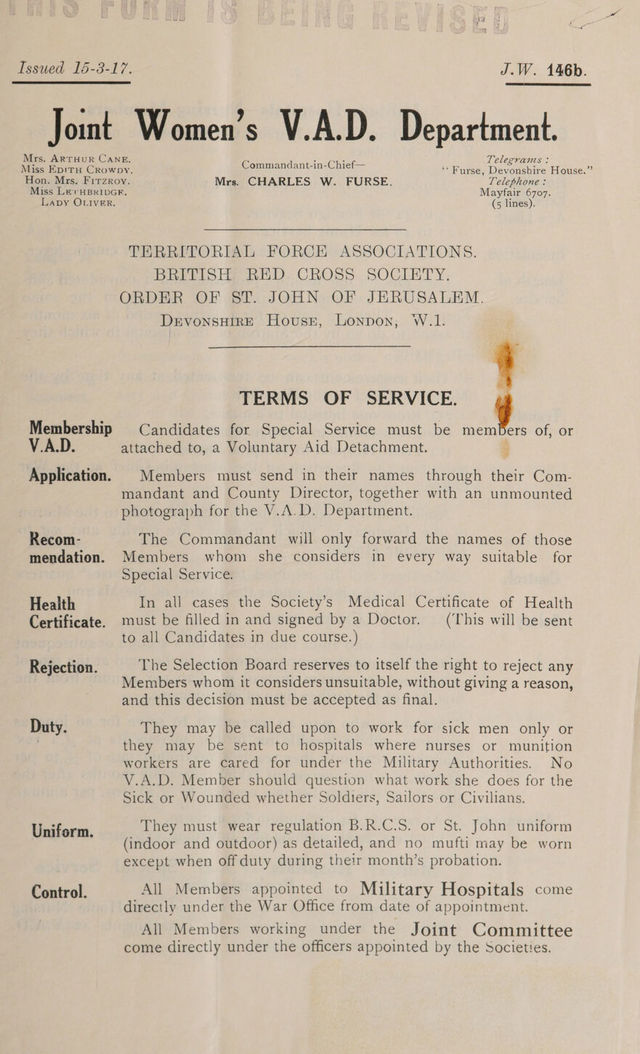 THIS FORM IS BEING REVISED
Issued 15-3-17.
J.W. 146b.
Joint Women's V.A.D. Department.
Mrs. ARTHUR CANE.
Miss EDITH CROWDY.
Hon. Mrs. FITZROY.
Miss LETHBRIDGE.
LADY OLIVER.
Commandant-in-Chief—
Mrs. CHARLES W. FURSE.
Telegrams :
"Furse, Devonshire House."
Telephone :
Mayfair 6707.
(5 lines).
TERRITORIAL FORCE ASSOCIATIONS.
BRITISH RED CROSS SOCIETY.
ORDER OF ST. JOHN OF JERUSALEM.
DEVONSHIRE HOUSE, LONDON, W.1.
TERMS OF SERVICE.
Membership V.A.D.
Candidates for Special Service must be members of, or
attached to, a Voluntary Aid Detachment.
Application.
Members must send in their names through their Com-
mandant and County Director, together with an unmounted
photograph for the V.A.D. Department.
Recom-
mendation.
The Commandant will only forward the names of those
Members whom she considers in every way suitable for
Special Service.
Health
Certificate.
In all cases the Society's Medical Certificate of Health
must be filled in and signed by a Doctor. (This will be sent
to all Candidates in due course.)
Rejection.
The Selection Board reserves to itself the right to reject any
Members whom it considers unsuitable, without giving a reason,
and this decision must be accepted as final.
Duty.
They may be called upon to work for sick men only or
they may be sent to hospitals where nurses or munition
workers are cared for under the Military Authorities. No
V.A.D. Member should question what work she does for the
Sick or Wounded whether Soldiers, Sailors or Civilians.
Uniform.
They must wear regulation B.R.C.S. or St. John uniform
(indoor and outdoor) as detailed, and no mufti may be worn
except when off duty during their month's probation.
Control.
All Members appointed to Military Hospitals come
directly under the War Office from date of appointment.
All Members working under the Joint Committee
come directly under the officers appointed by the Societies.